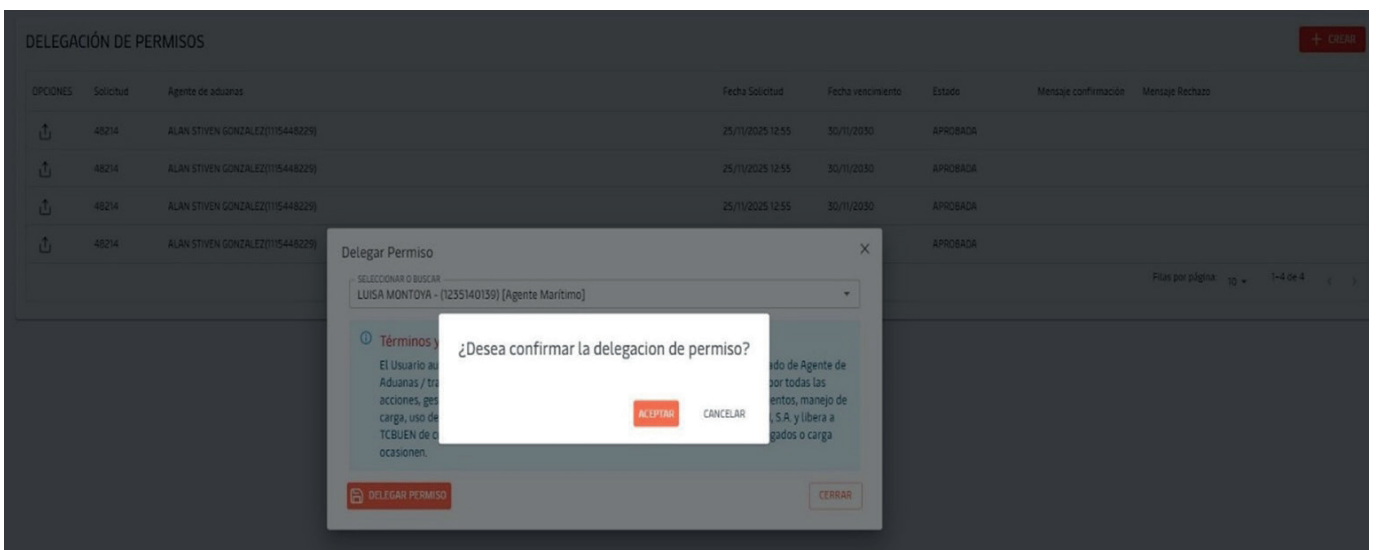 DELEGACIÓN DE PERMISOS
+ CREAR
OPCIONES Solicitud Agente de aduanas Fecha Solicitud Fecha vencimiento Estado Mensaje confirmación Mensaje Rechazo
48214 ALAN STIVEN GONZALEZ(1115448229) 25/11/2025 12:55 30/11/2030 APROBADA
48214 ALAN STIVEN GONZALEZ(1115448229) 25/11/2025 12:55 30/11/2030 APROBADA
48214 ALAN STIVEN GONZALEZ(1115448229) 25/11/2025 12:55 30/11/2030 APROBADA
48214 ALAN STIVEN GONZALEZ(1115448229) APROBADA
Filas por página: 10 1-4 de 4
Delegar Permiso
SELECCIONAR O BUSCAR
LUISA MONTOYA - (1235140139) [Agente Marítimo]
Términos y
El Usuario au ado de Agente de
Aduanas / tra por todas las
acciones, ges entos, manejo de
carga, uso de , S.A. y libera a
TCBUEN de c gados o carga
ocasionen.
¿Desea confirmar la delegacion de permiso?
ACEPTAR CANCELAR
DELEGAR PERMISO CERRAR